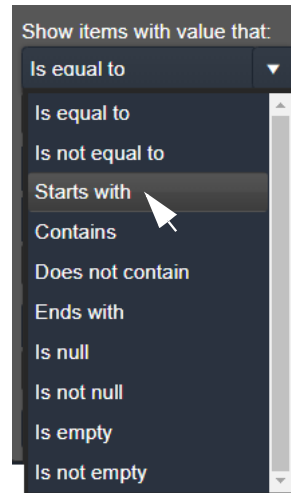 Show items with value that:
Is equal to
Is equal to
Is not equal to
Starts with
Contains
Does not contain
Ends with
Is null
Is not null
Is empty
Is not empty